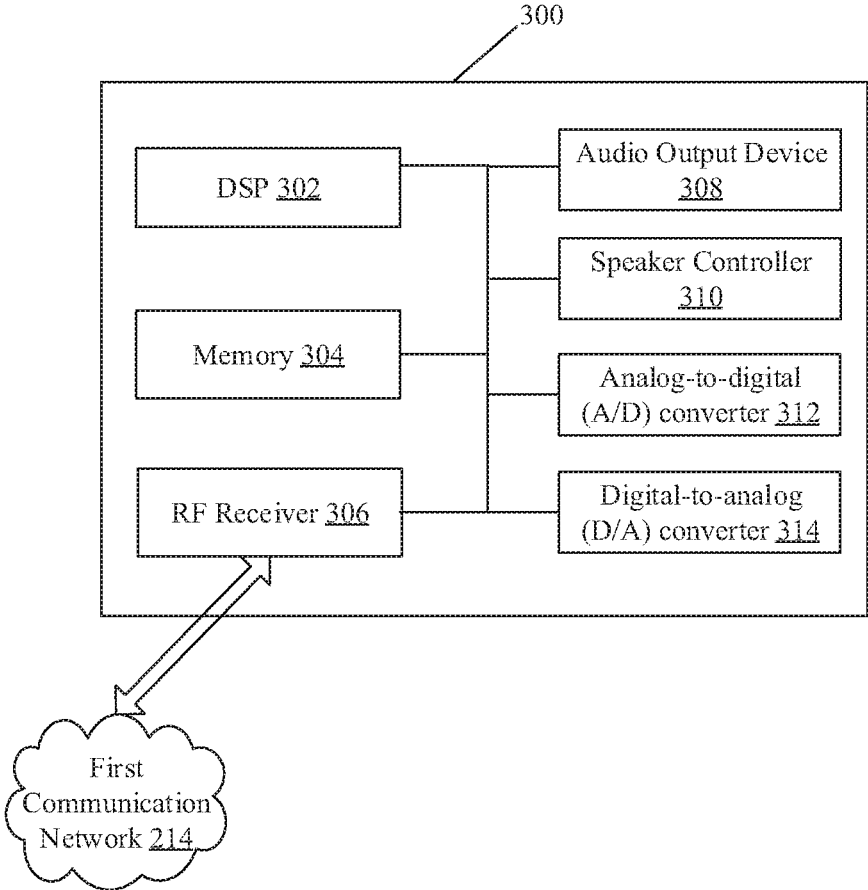 300
DSP 302
Memory 304
RF Receiver 306
Audio Output Device
308
Speaker Controller
310
Analog-to-digital
(A/D) converter 312
Digital-to-analog
(D/A) converter 314
First
Communication
Network 214